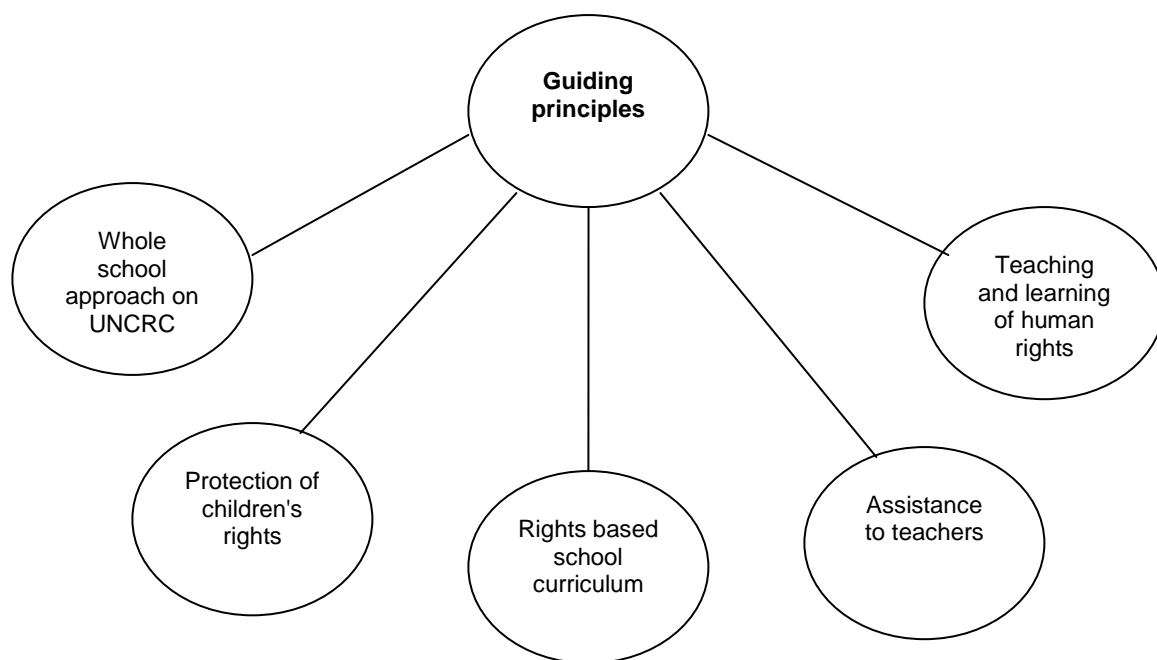 Guiding
principles
Whole
school
approach on
UNCRC
Teaching
and learning
of human
rights
Protection of
children's
rights
Rights based
school
curriculum
Assistance
to teachers